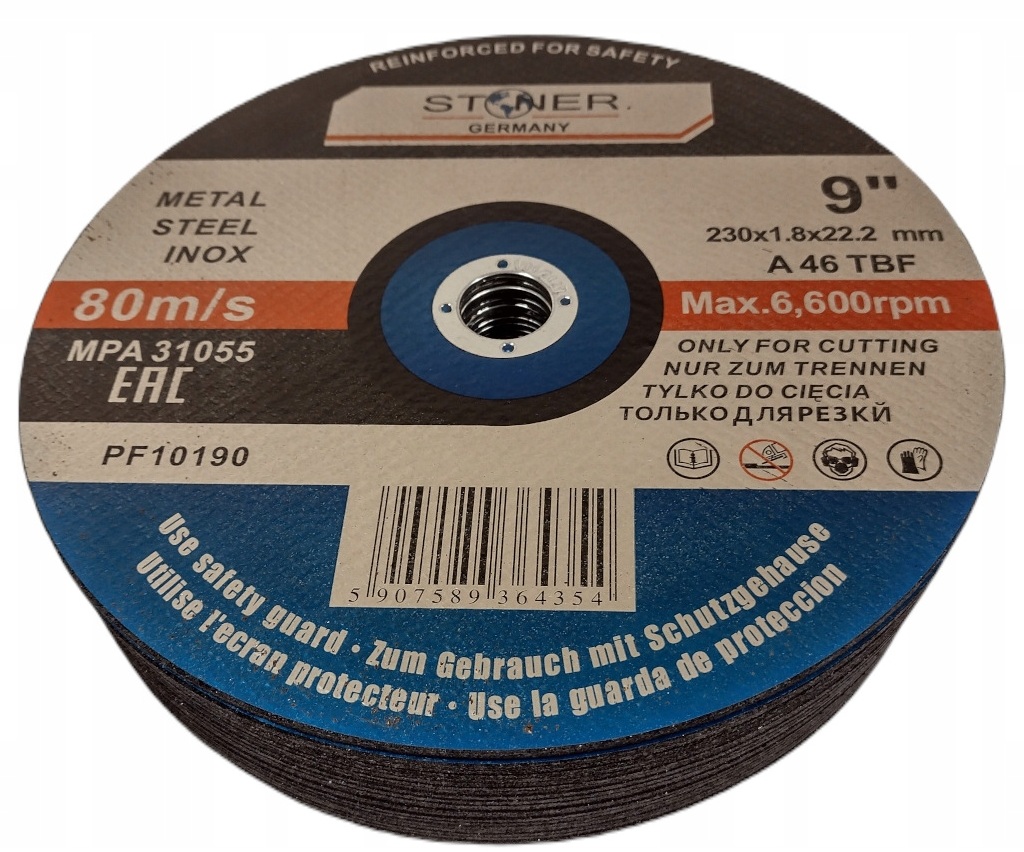 REINFORCED FOR SAFETY
STONER.
GERMANY
METAL
STEEL
INOX
80m/s
MPA 31055
EAC
PF10190
9"
230x1.8x22.2 mm
A 46 TBF
Max.6,600rpm
ONLY FOR CUTTING
NUR ZUM TRENNEN
TYLKO DO CIĘCIA
ТОЛЬКО ДЛЯ РЕЗКЙ
5 907589 364354
Use safety guard · Zum Gebrauch mit Schutzgehause
Utilise l'ecran protecteur · Use la guarda de proteccion